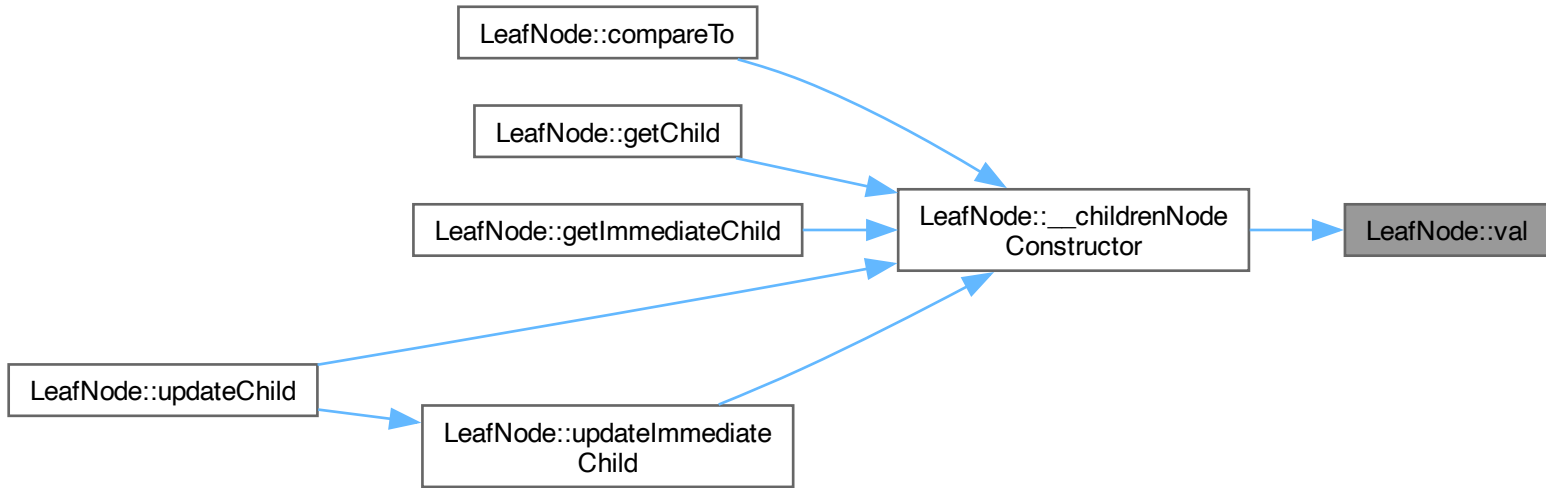 LeafNode::compareTo
LeafNode::getChild
LeafNode::getImmediateChild
LeafNode::__childrenNode
Constructor
LeafNode::val
LeafNode::updateChild
LeafNode::updateImmediate
Child